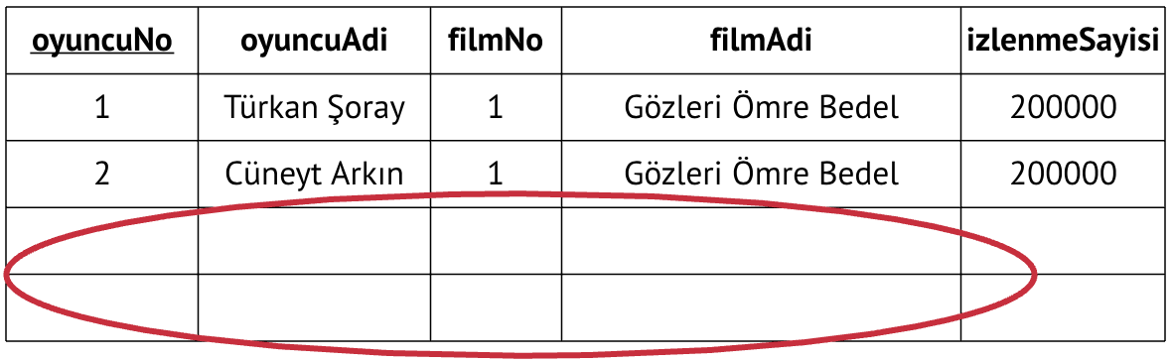 oyuncuNo oyuncuAdi filmNo filmAdi izlenmeSayisi
1 Türkan Şoray 1 Gözleri Ömre Bedel 200000
2 Cüneyt Arkın 1 Gözleri Ömre Bedel 200000